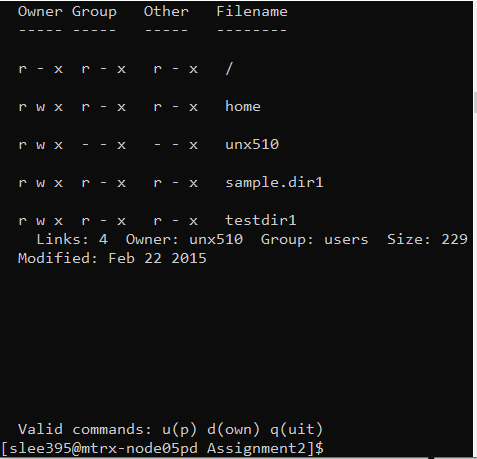 Owner Group   Other   Filename
----- -----   -----   --------
r - x  r - x   r - x   /
r w x  r - x   r - x   home
r w x  - - x   - - x   unx510
r w x  r - x   r - x   sample.dir1
r w x  r - x   r - x   testdir1
Links: 4  Owner: unx510  Group: users  Size: 229
Modified: Feb 22 2015
Valid commands: u(p) d(own) q(uit)
[slee395@mtrx-node05pd Assignment2]$